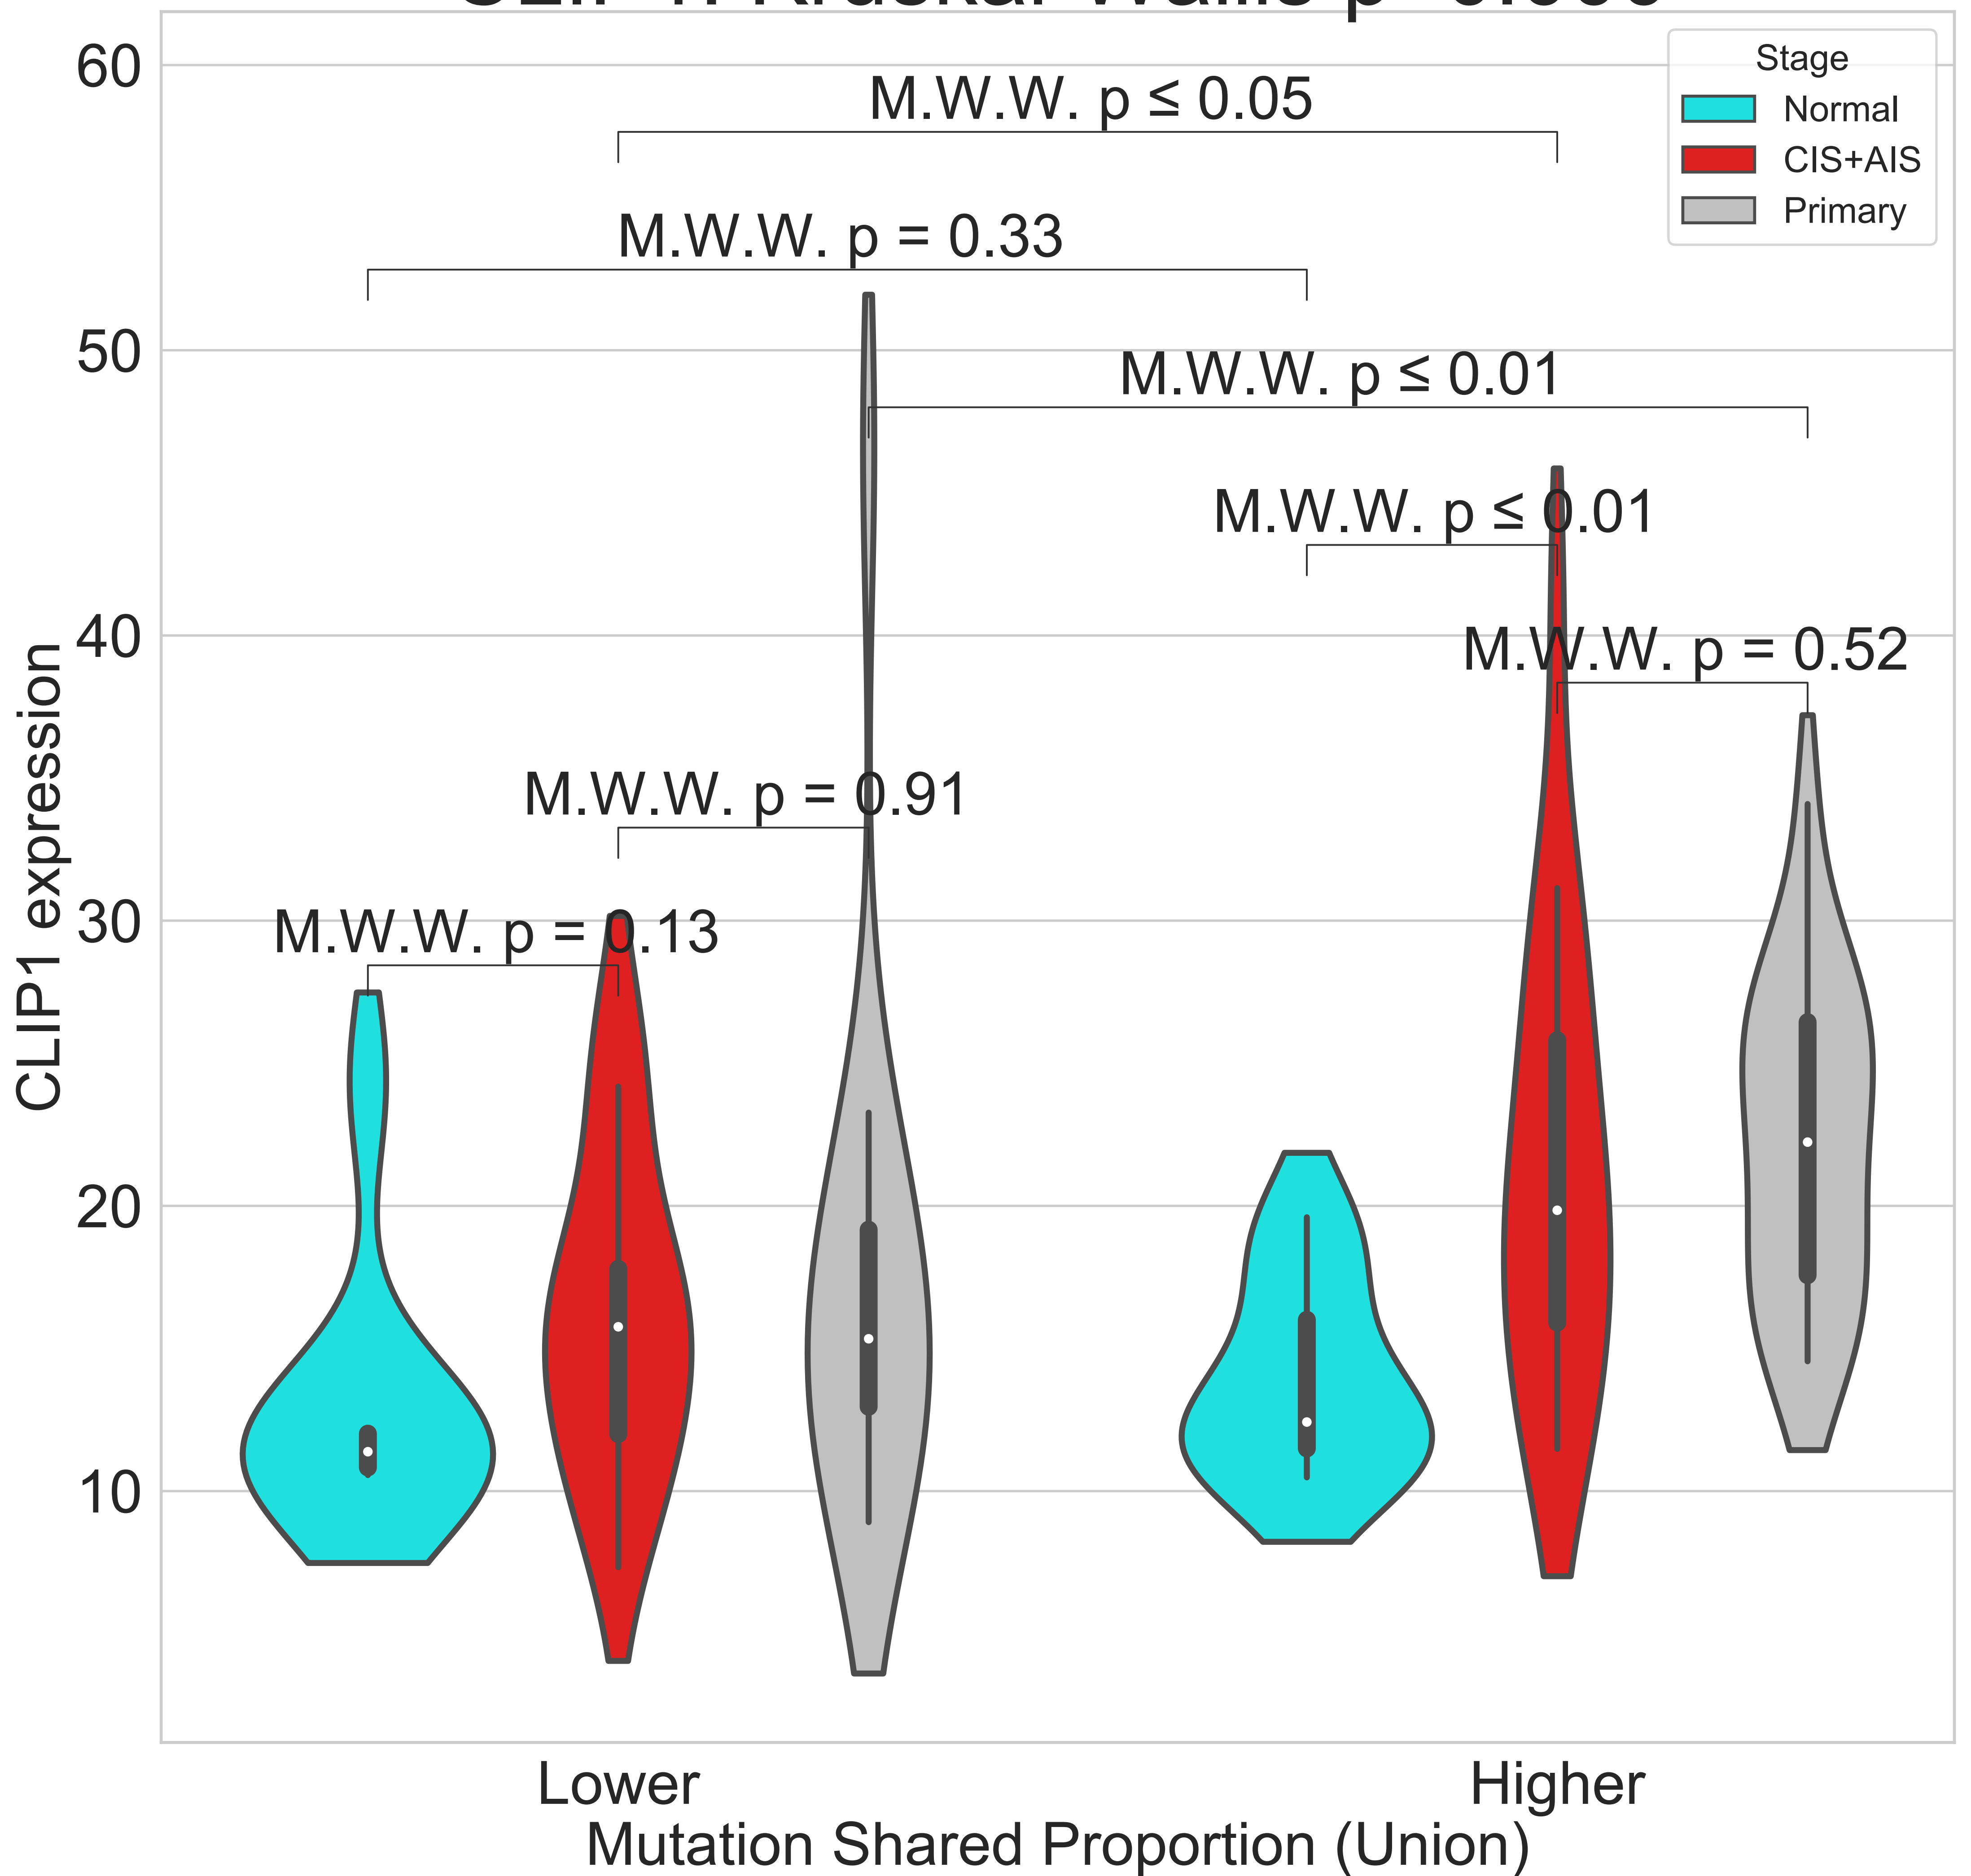 60
50
40
30
20
10
CLIP1 expression
Stage
Normal
CIS+AIS
Primary
M.W.W. p ≤ 0.05
M.W.W. p = 0.33
M.W.W. p ≤ 0.01
M.W.W. p ≤ 0.01
M.W.W. p = 0.52
M.W.W. p = 0.91
M.W.W. p = 0.13
Lower
Higher
Mutation Shared Proportion (Union)